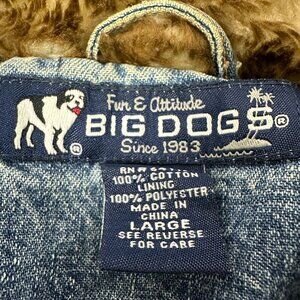 Fun & Attitude
BIG DOGS®
Since 1983
®
RN
100% COTTON
LINING
100% POLYESTER
MADE IN
CHINA
LARGE
SEE REVERSE
FOR CARE